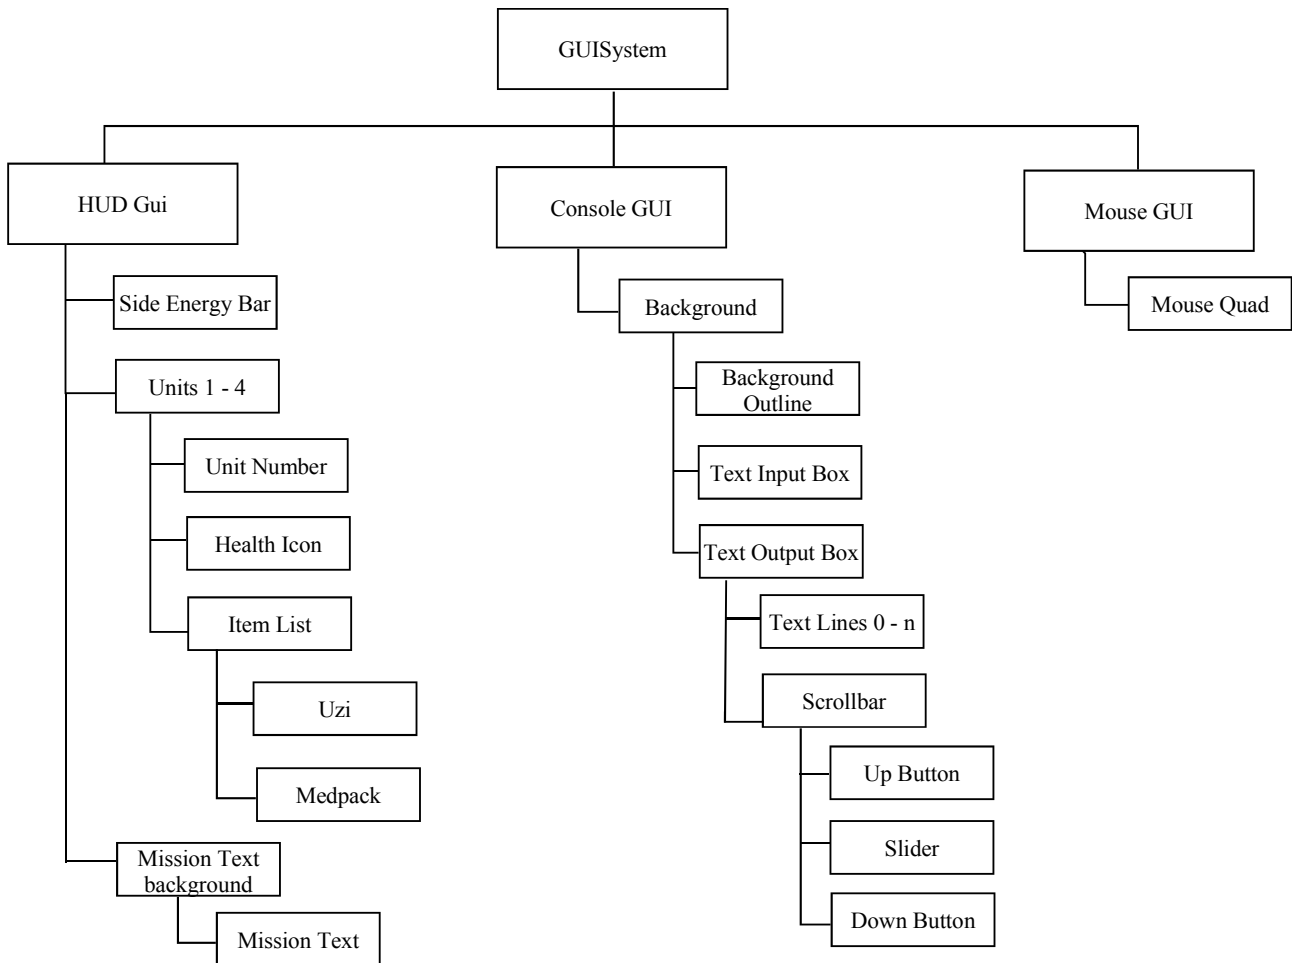 GUISystem
HUD Gui
Side Energy Bar
Units 1 - 4
Unit Number
Health Icon
Item List
Uzi
Medpack
Mission Text
background
Mission Text
Console GUI
Background
Background
Outline
Text Input Box
Text Output Box
Text Lines 0 - n
Scrollbar
Up Button
Slider
Down Button
Mouse GUI
Mouse Quad